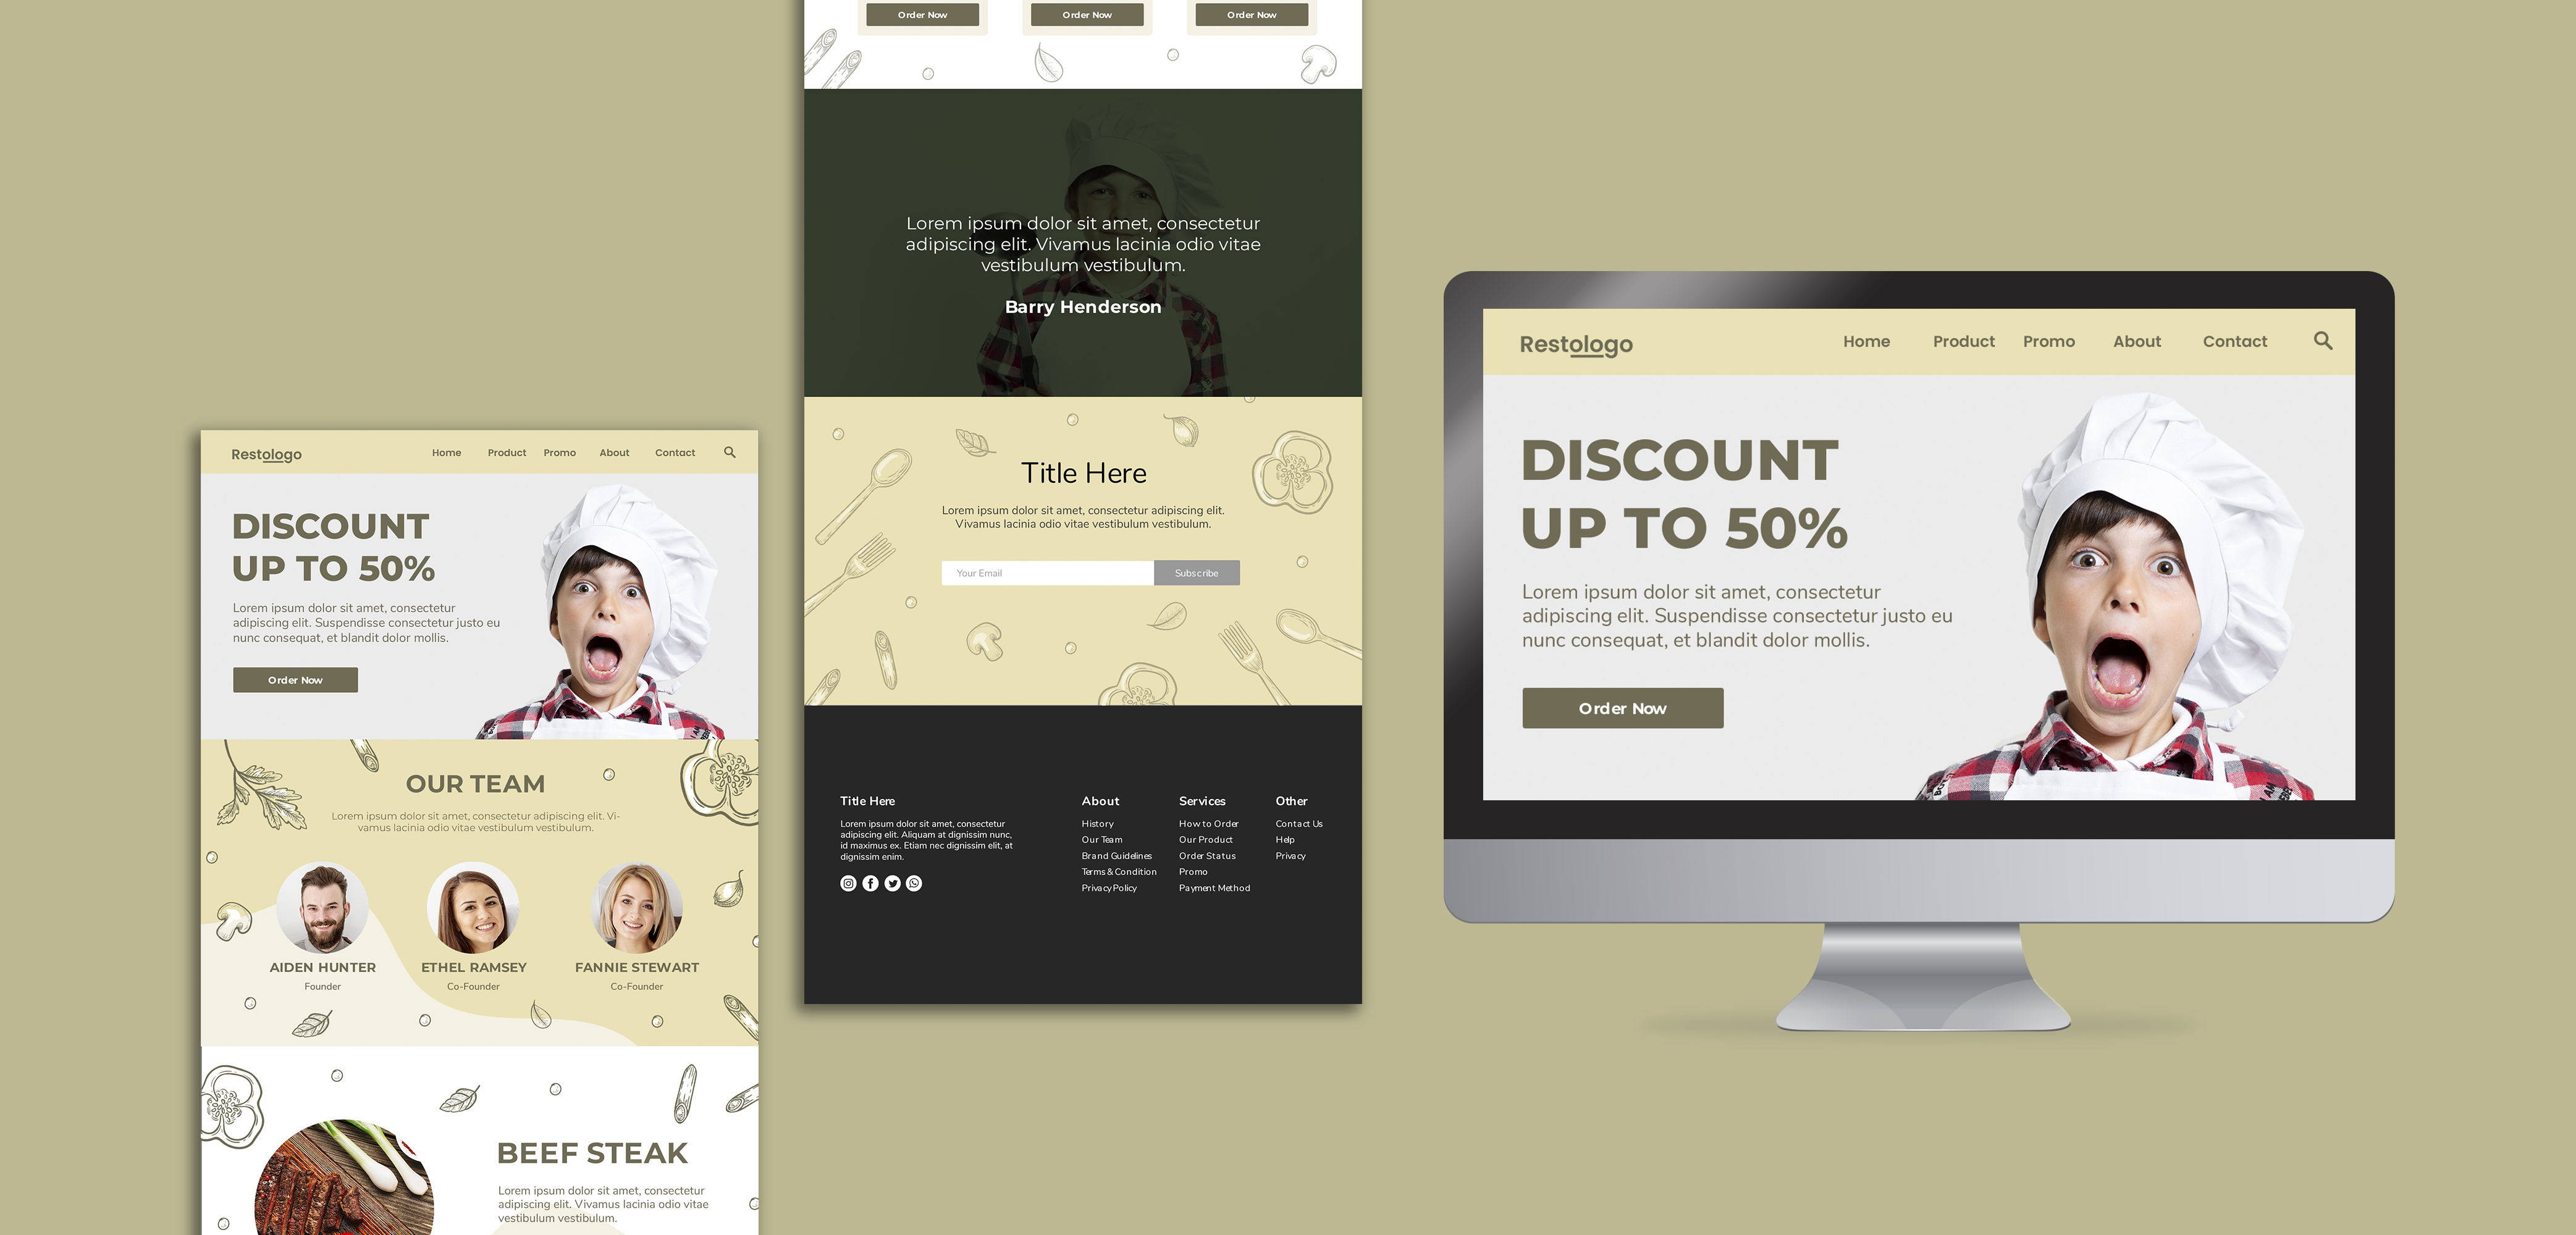 Restologo
Home Product Promo About Contact
DISCOUNT
UP TO 50%
Lorem ipsum dolor sit amet, consectetur
adipiscing elit. Suspendisse consectetur justo eu
nunc consequat, et blandit dolor mollis.
Order Now
OUR TEAM
Lorem ipsum dolor sit amet, consectetur adipiscing elit. Vi-
vamus lacinia odio vitae vestibulum vestibulum.
AIDEN HUNTER
Founder
ETHEL RAMSEY
Co-Founder
FANNIE STEWART
Co-Founder
BEEF STEAK
Lorem ipsum dolor sit amet, consectetur
adipiscing elit. Vivamus lacinia odio vitae
vestibulum vestibulum.
Order Now Order Now Order Now
Lorem ipsum dolor sit amet, consectetur
adipiscing elit. Vivamus lacinia odio vitae
vestibulum vestibulum.
Barry Henderson
Title Here
Lorem ipsum dolor sit amet, consectetur adipiscing elit.
Vivamus lacinia odio vitae vestibulum vestibulum.
Your Email Subscribe
Title Here
Lorem ipsum dolor sit amet, consectetur
adipiscing elit. Aliquam at dignissim nunc,
id maximus ex. Etiam nec dignissim elit, at
dignissim enim.
About
History
Our Team
Brand Guidelines
Terms & Condition
Privacy Policy
Services
How to Order
Our Product
Order Status
Promo
Payment Method
Other
Contact Us
Help
Privacy
Restologo
Home Product Promo About Contact
DISCOUNT
UP TO 50%
Lorem ipsum dolor sit amet, consectetur
adipiscing elit. Suspendisse consectetur justo eu
nunc consequat, et blandit dolor mollis.
Order Now